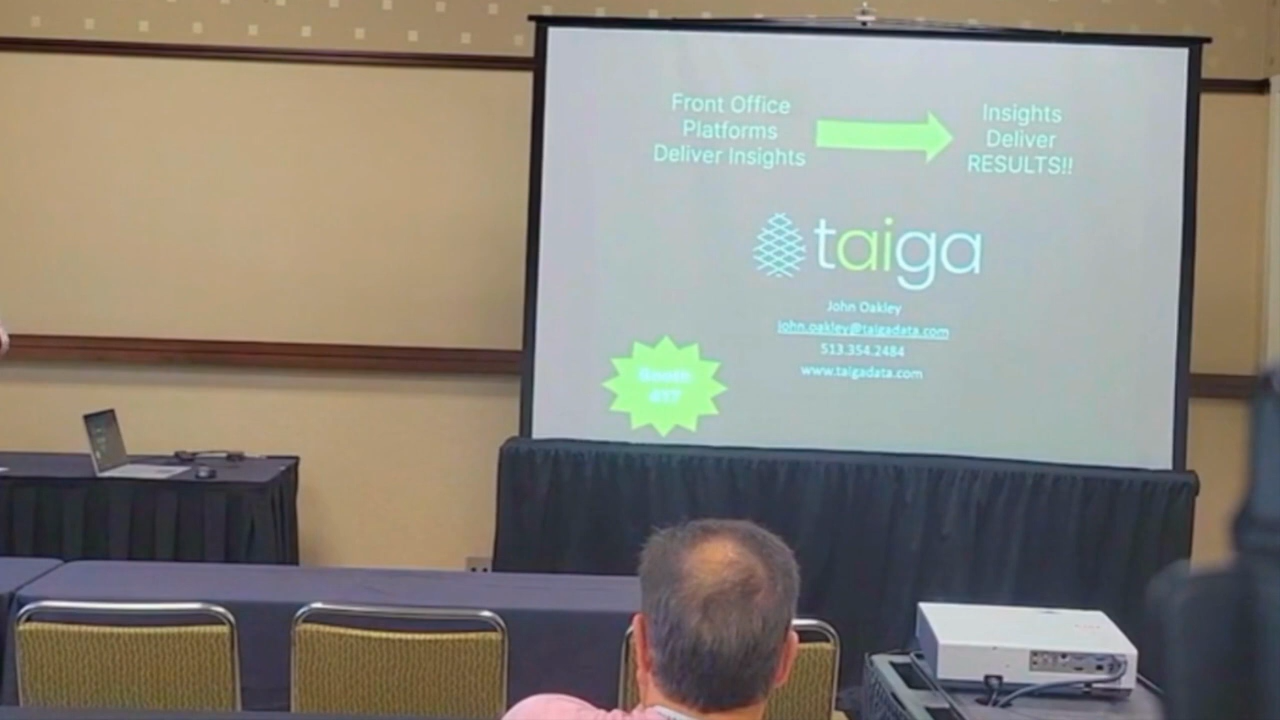 Front Office
Platforms
Deliver Insights
Insights
Deliver
RESULTS!!
taiga
John Oakley
john.oakley@taigadata.com
513.354.2484
www.taigadata.com
Booth